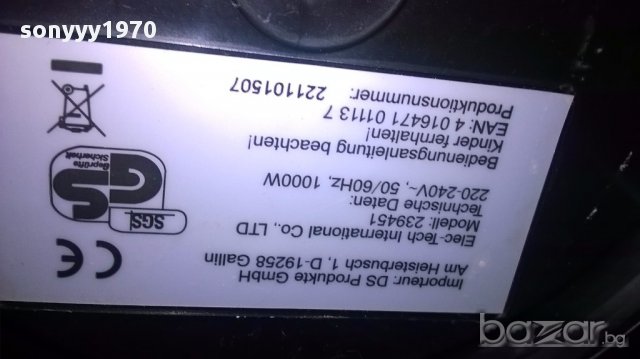 sonyyy1970
Importeur: DS Produkte GmbH
Am Heisterbusch 1, D-19258 Gallin
Elec-Tech International Co., LTD
Modell: 239451
Technische Daten:
220-240V~, 50/60Hz, 1000W
Bedienungsanleitung beachten!
Kinder fernhalten!
EAN: 4 016471 01113 7
Produktionsnummer:
221101507
CE
SGS
GS
Geprüfte
Sicherheit
bazar.bg